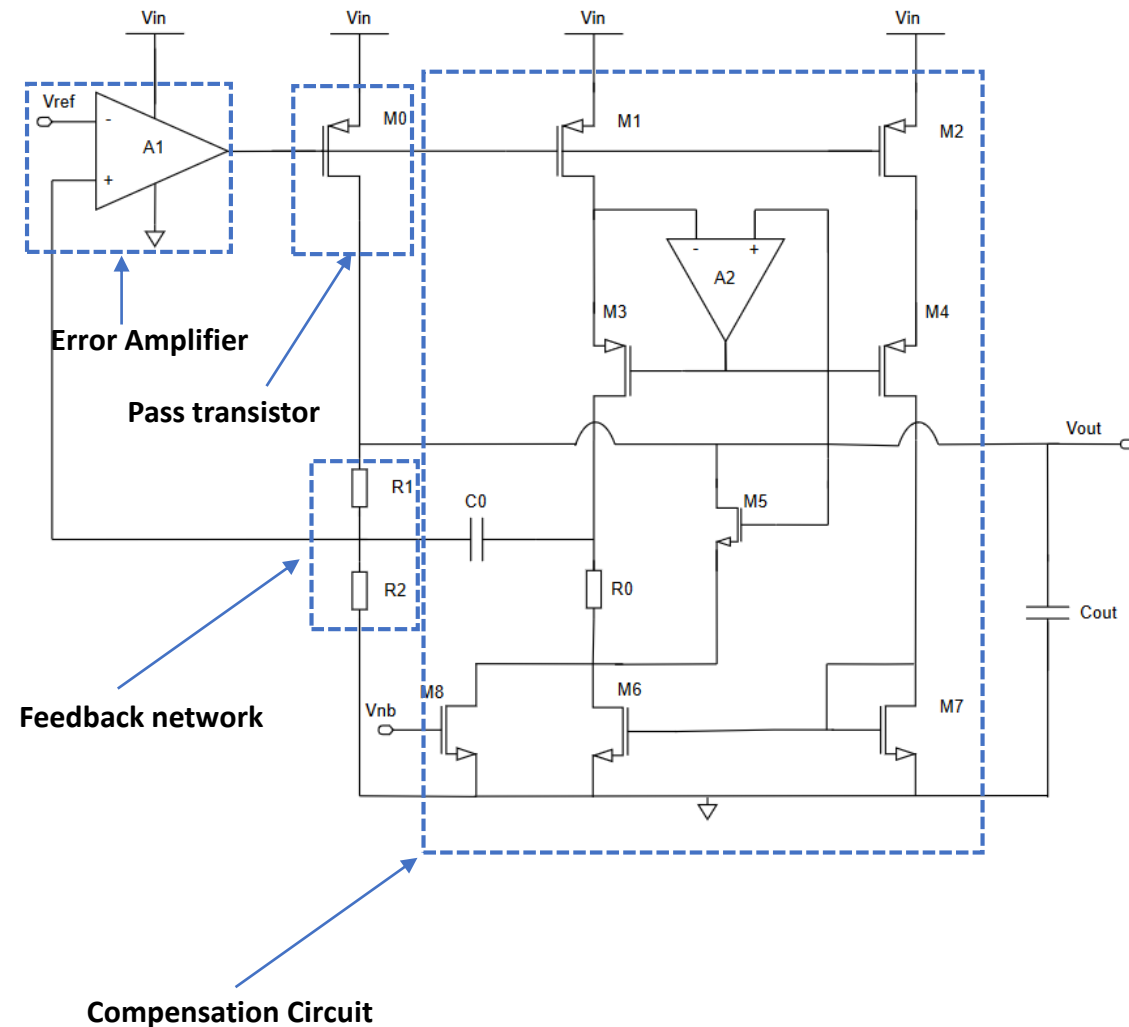 Vin
Vin
Vin
Vin
Vref
-
A1
+
M0
M1
M2
-
+
A2
M3
M4
Error Amplifier
Pass transistor
Vout
R1
C0
M5
R2
R0
Cout
M8
M6
M7
Vnb
Feedback network
Compensation Circuit